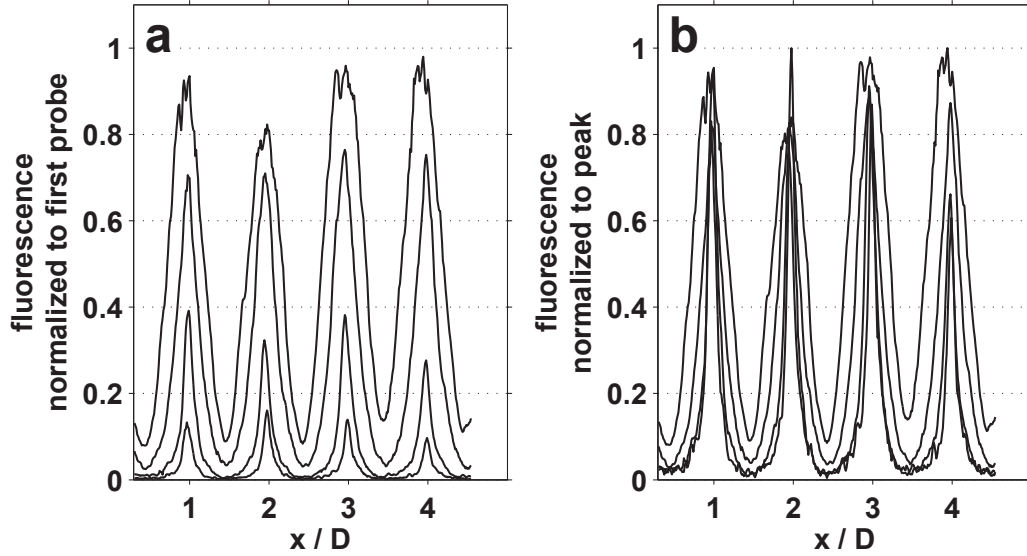 a
1
0.8
0.6
0.4
0.2
0
fluorescence
normalized to first probe
1 2 3 4
x / D
b
1
0.8
0.6
0.4
0.2
0
fluorescence
normalized to peak
1 2 3 4
x / D